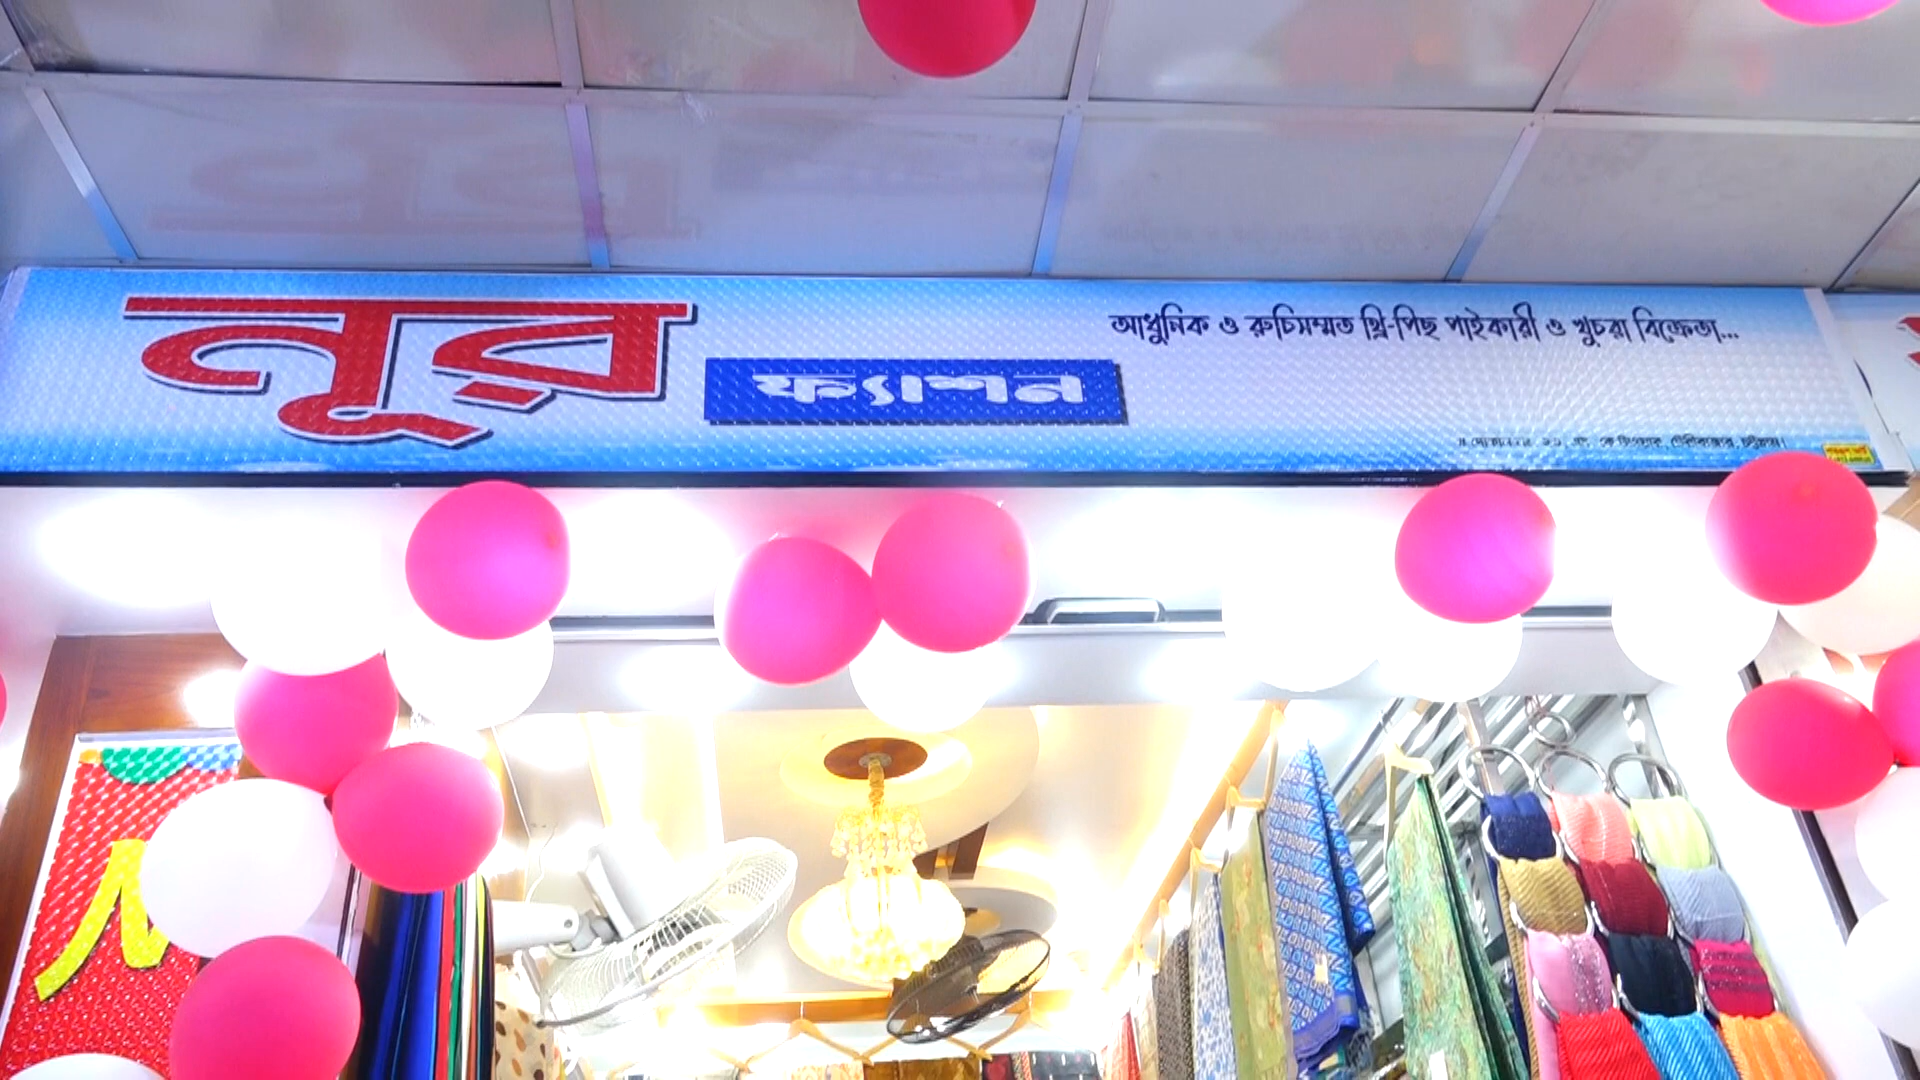 নূর
ফ্যাশন
আধুনিক ও রুচিসম্মত থ্রি-পিছ পাইকারী ও খুচরা বিক্রেতা...